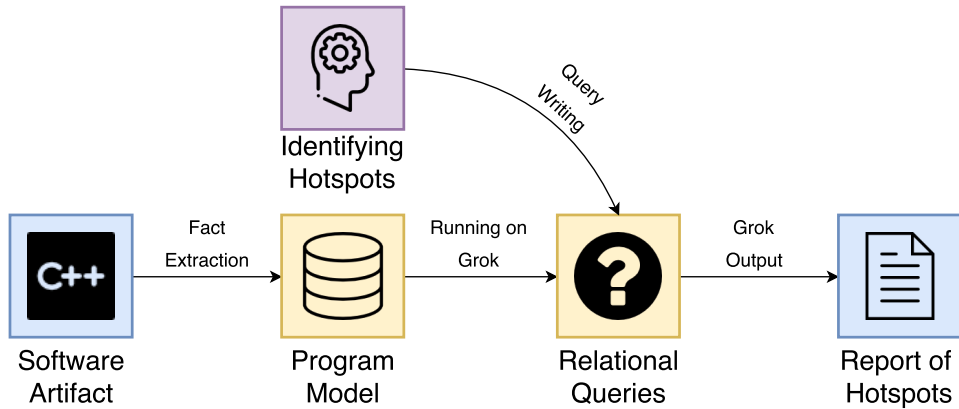 Identifying
Hotspots
Query
Writing
Fact
Extraction
Running on
Grok
Grok
Output
C++
Software
Artifact
Program
Model
?
Relational
Queries
Report of
Hotspots